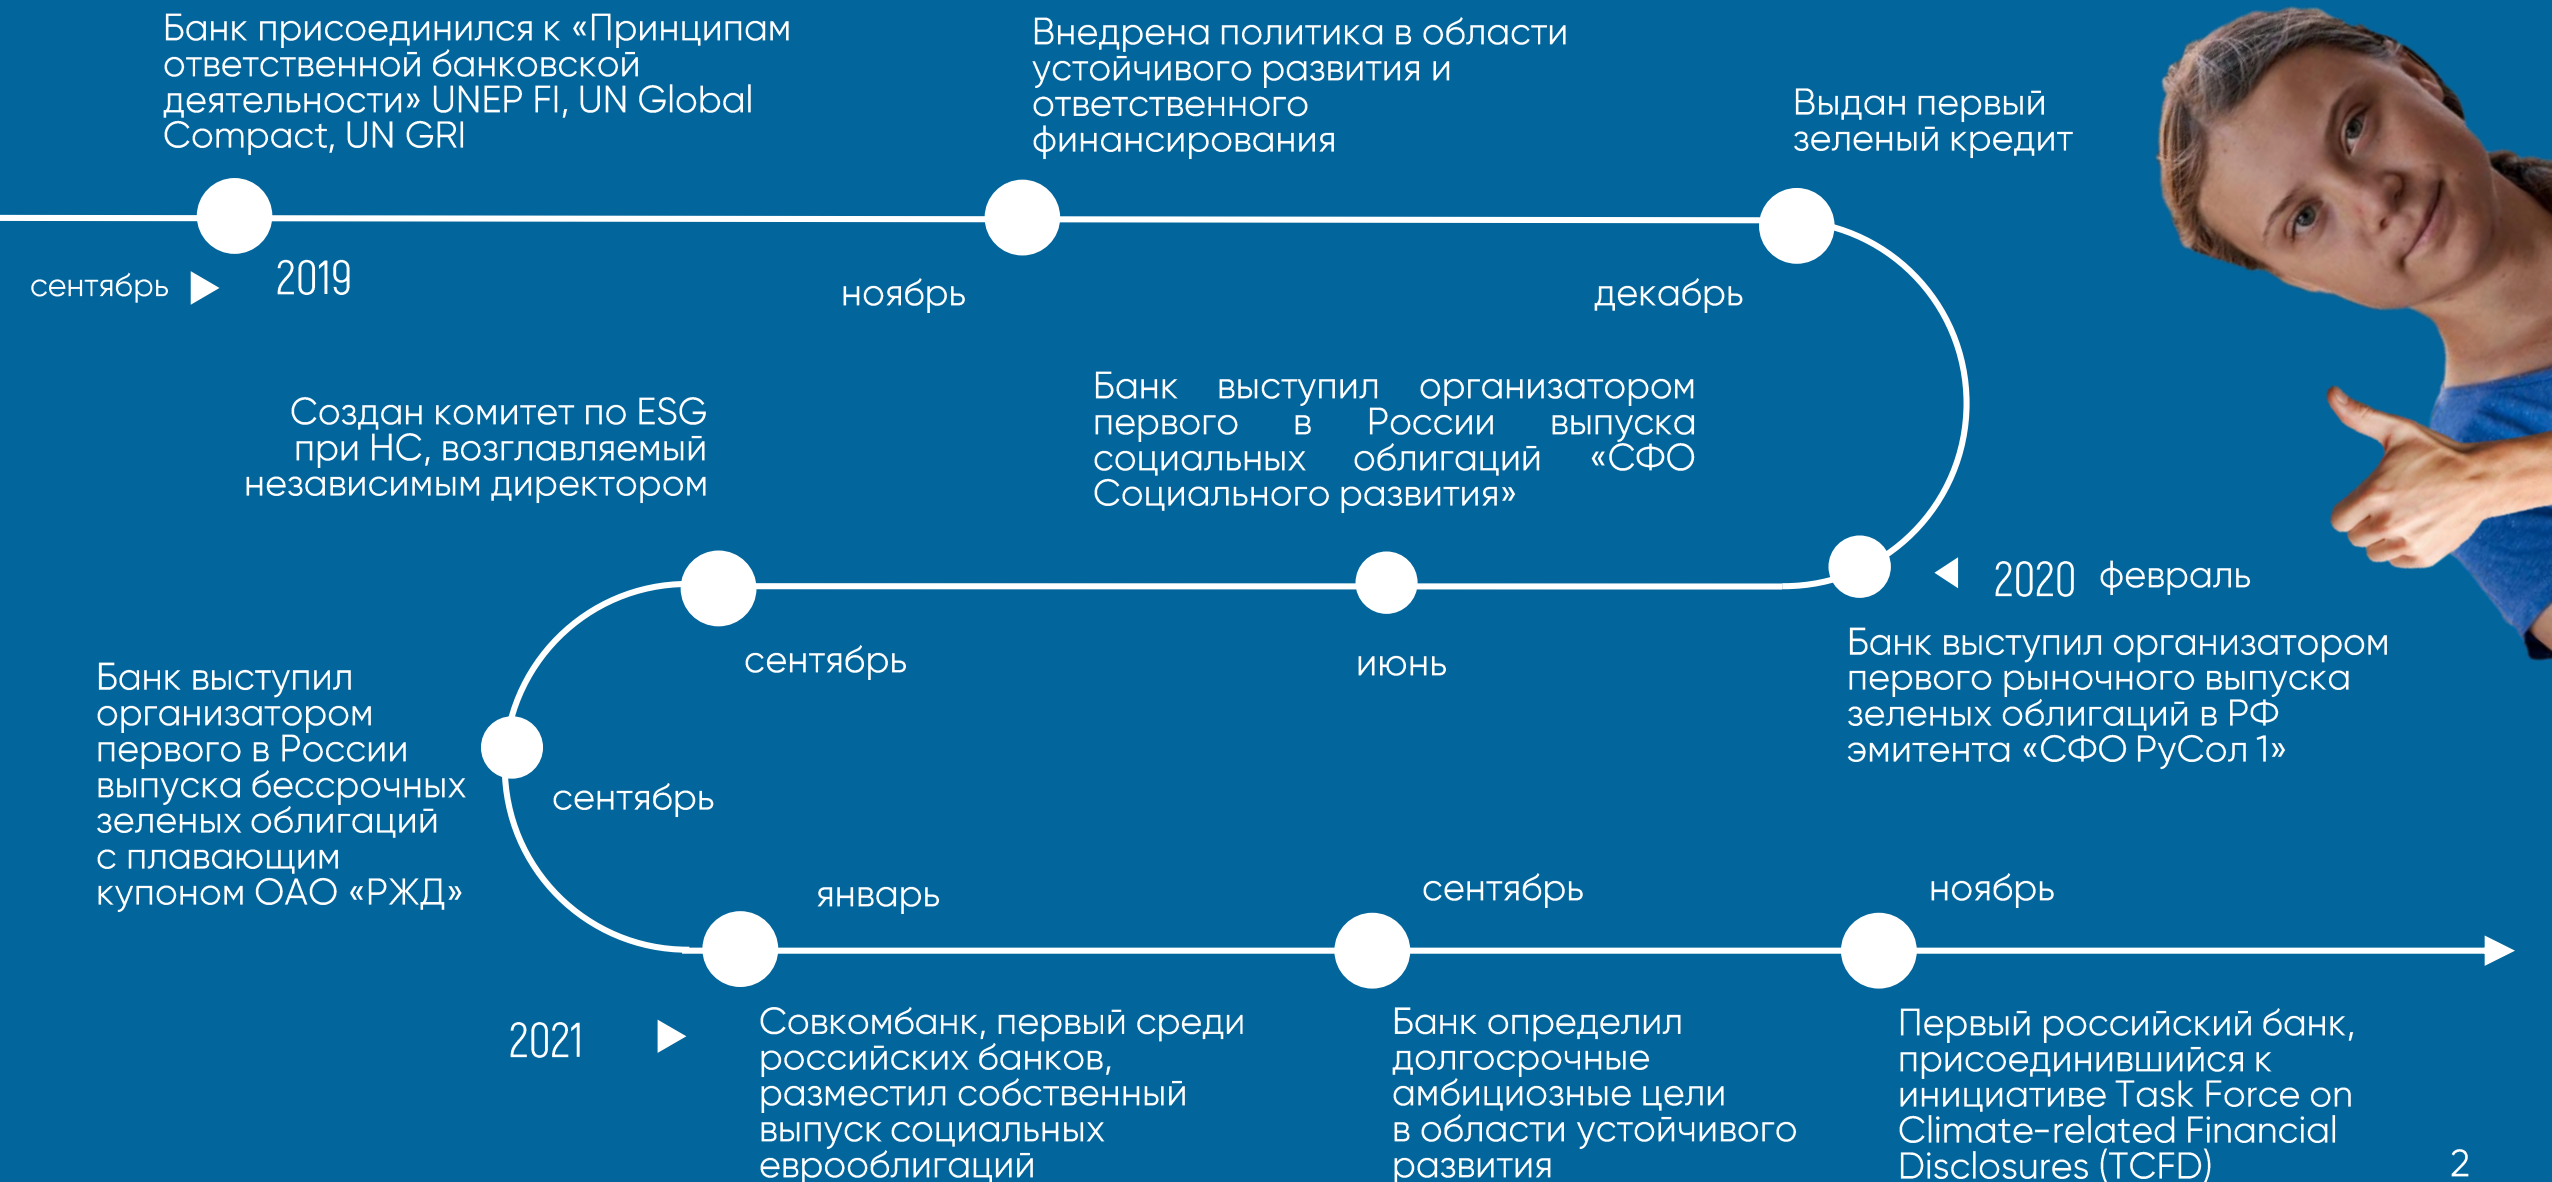 Банк присоединился к «Принципам
ответственной банковской
деятельности» UNEP FI, UN Global
Compact, UN GRI
Внедрена политика в области
устойчивого развития и
ответственного
финансирования
Выдан первый
зеленый кредит
сентябрь
2019
ноябрь
декабрь
Банк выступил организатором
первого в России выпуска
социальных облигаций «СФО
Социального развития»
Создан комитет по ESG
при НС, возглавляемый
независимым директором
2020 февраль
Банк выступил организатором
первого рыночного выпуска
зеленых облигаций в РФ
эмитента «СФО РуСол 1»
июнь
сентябрь
Банк выступил
организатором
первого в России
выпуска бессрочных
зеленых облигаций
с плавающим
купоном ОАО «РЖД»
сентябрь
январь
сентябрь
ноябрь
2021
Совкомбанк, первый среди
российских банков,
разместил собственный
выпуск социальных
еврооблигаций
Банк определил
долгосрочные
амбициозные цели
в области устойчивого
развития
Первый российский банк,
присоединившийся к
инициативе Task Force on
Climate-related Financial
Disclosures (TCFD)
2